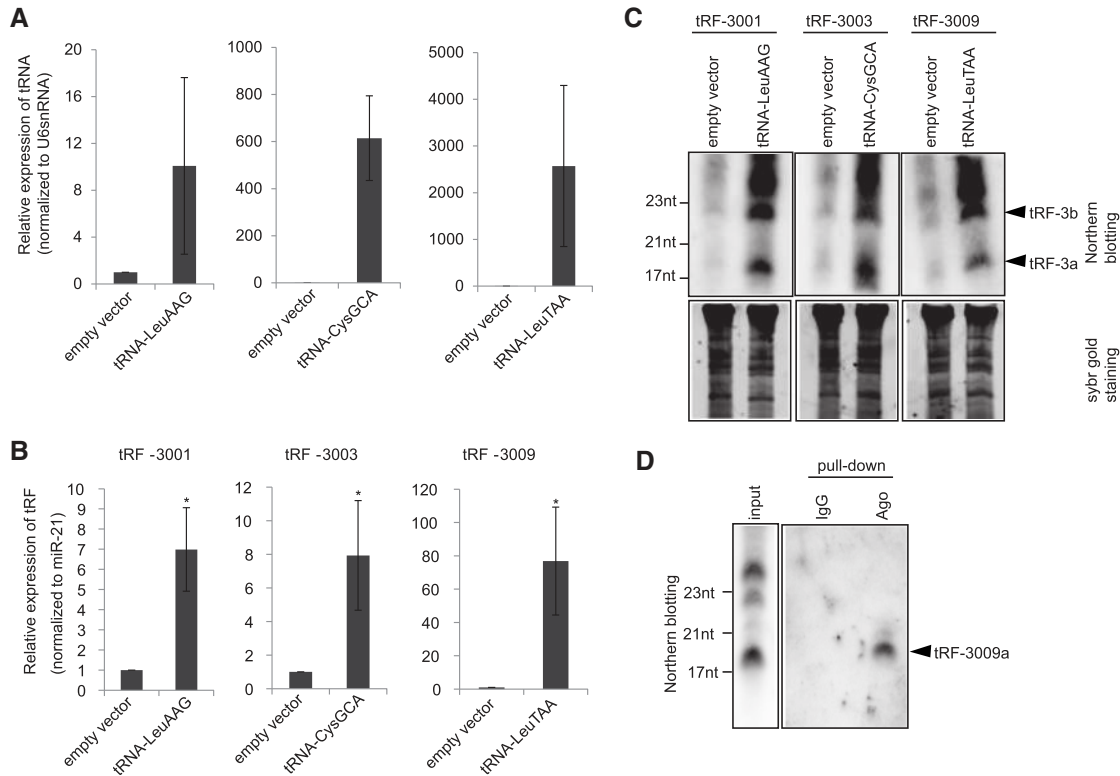 A
Relative expression of tRNA
(normalized to U6snRNA)
20
16
12
8
4
0
empty vector
tRNA-LeuAAG
1000
800
600
400
200
0
empty vector
tRNA-CysGCA
5000
4000
3000
2000
1000
0
empty vector
tRNA-LeuTAA
B
tRF -3001
tRF -3003
tRF -3009
Relative expression of tRF
(normalized to miR-21)
10
9
8
7
6
5
4
3
2
1
0
*
empty vector
tRNA-LeuAAG
12
10
8
6
4
2
0
*
empty vector
tRNA-CysGCA
120
100
80
60
40
20
0
*
empty vector
tRNA-LeuTAA
C
tRF-3001
tRF-3003
tRF-3009
empty vector
tRNA-LeuAAG
empty vector
tRNA-CysGCA
empty vector
tRNA-LeuTAA
23nt
21nt
17nt
tRF-3b
tRF-3a
Northern
blotting
sybr gold
staining
D
pull-down
input
IgG
Ago
Northern blotting
23nt
21nt
17nt
tRF-3009a